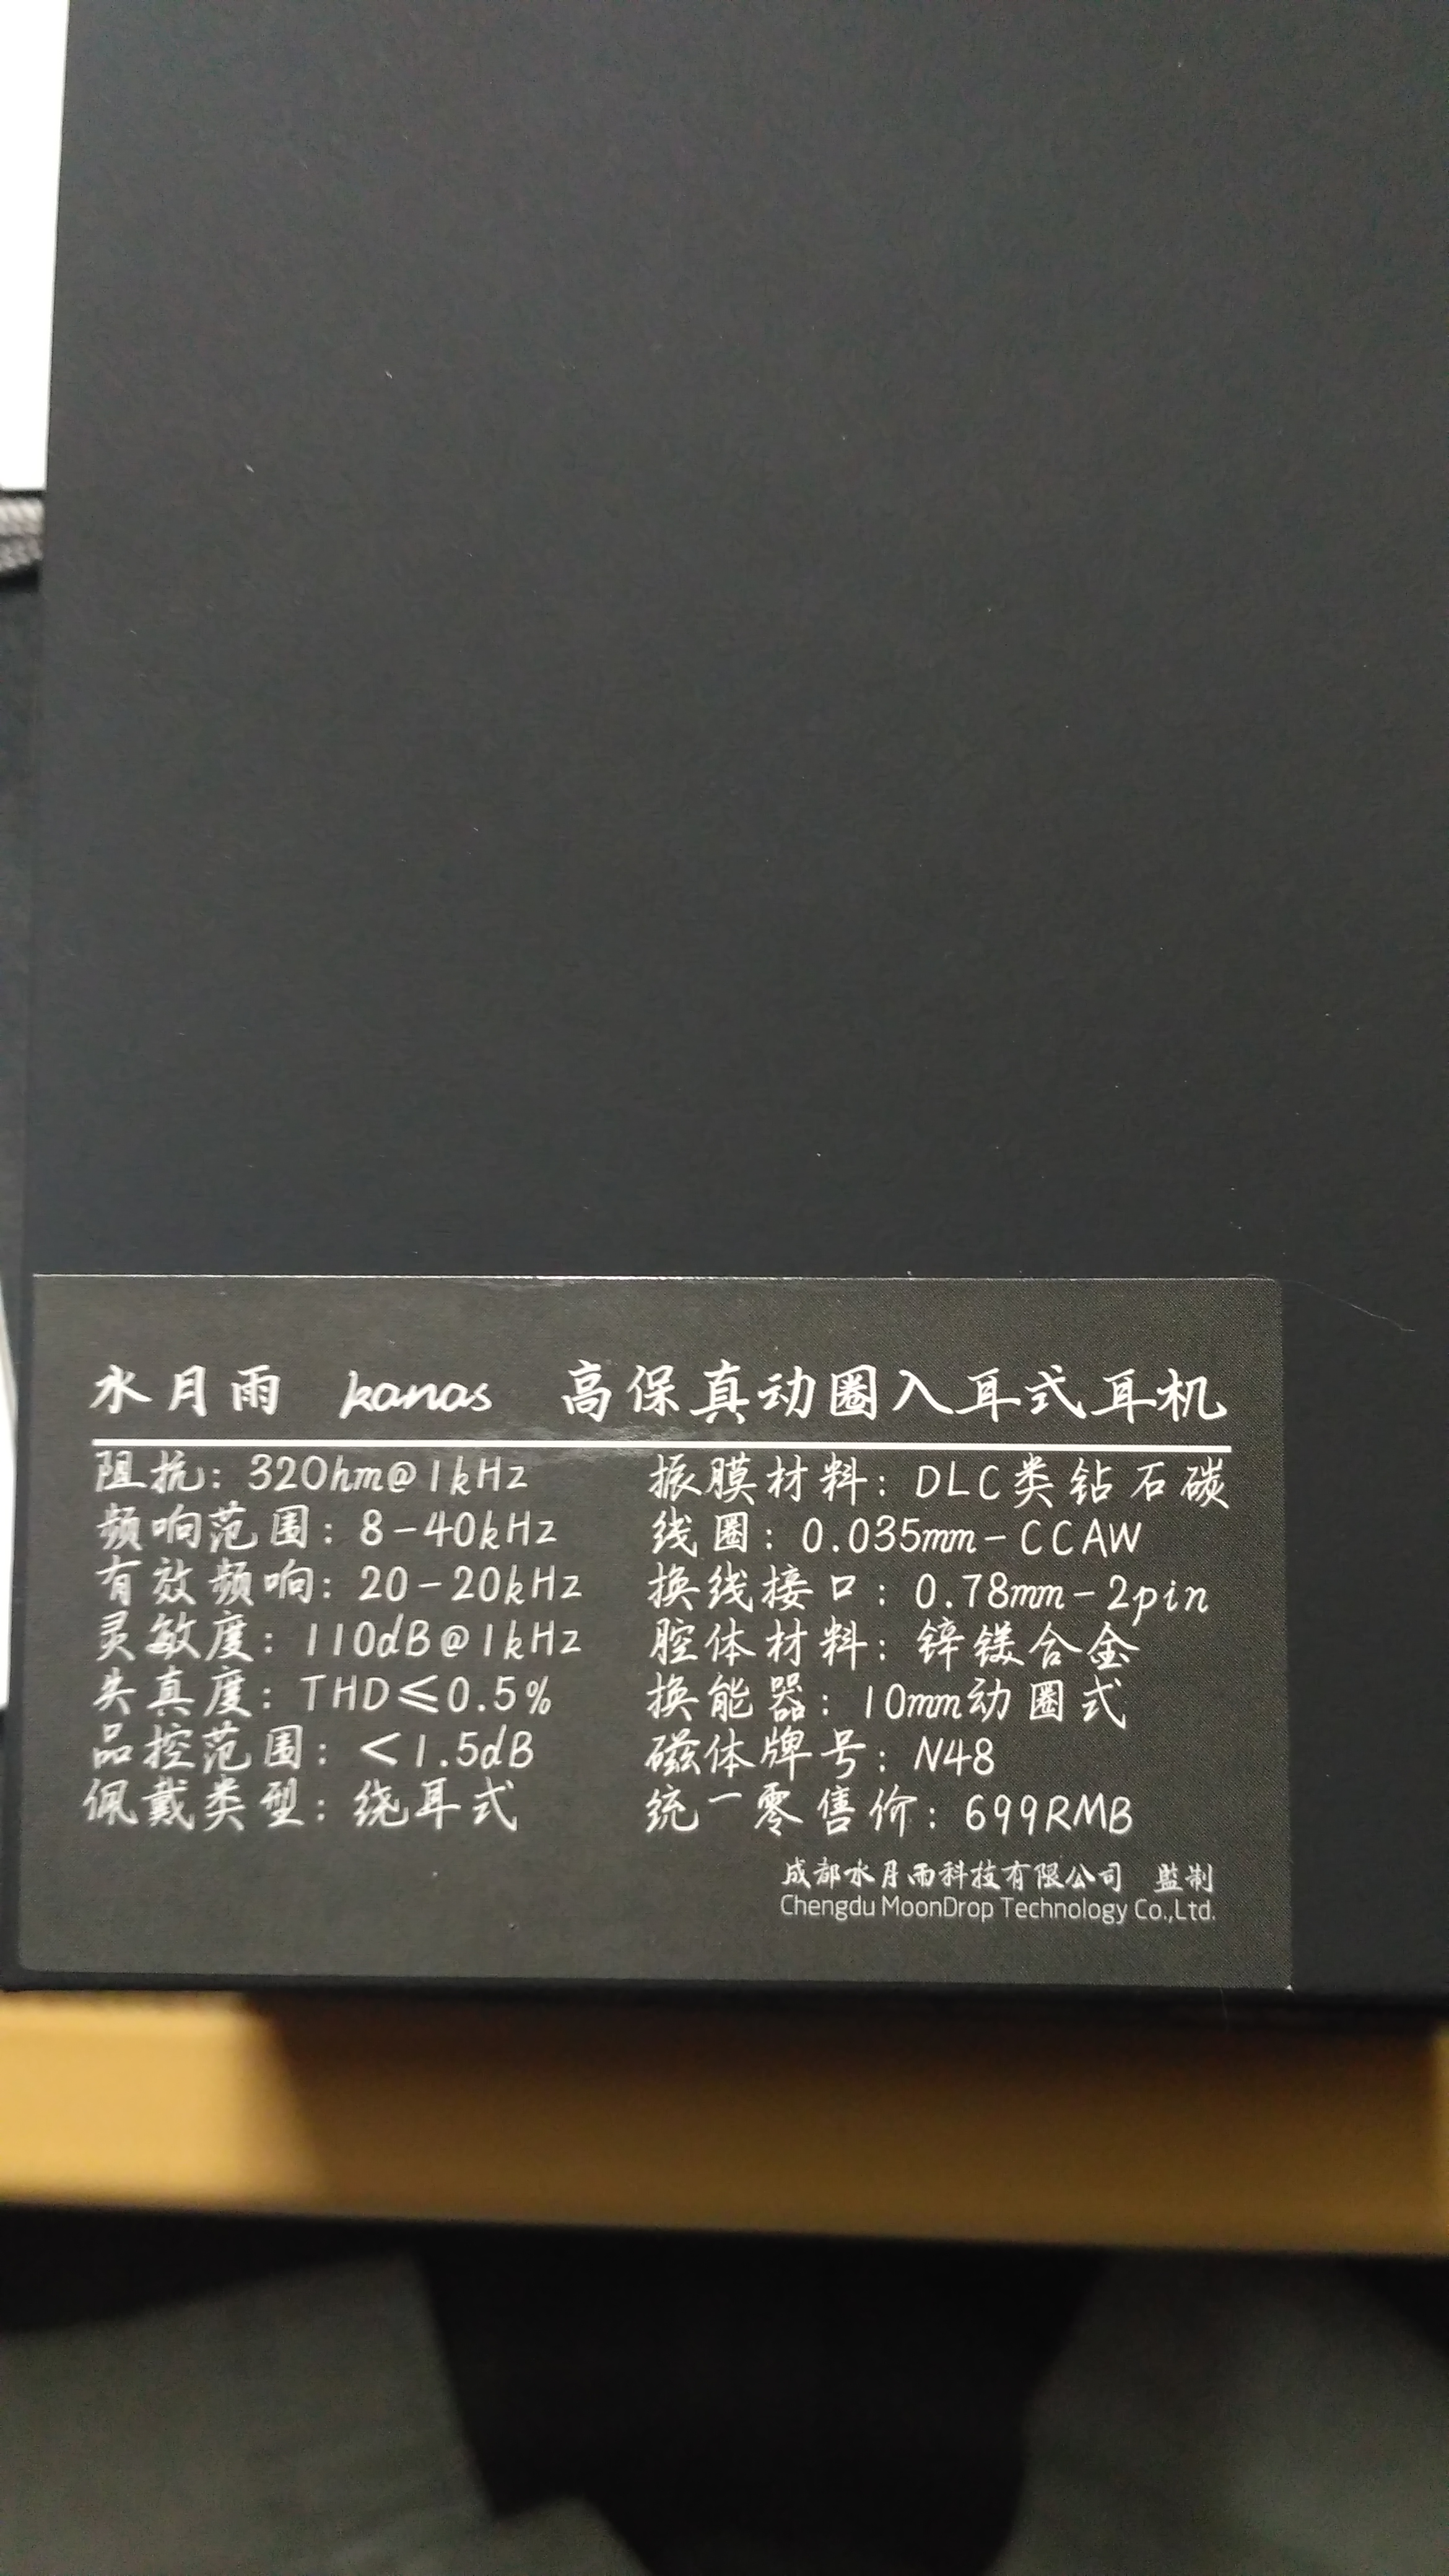 水月雨 kanas 高保真动圈入耳式耳机
阻抗: 32Ohm@1kHz
频响范围: 8-40kHz
有效频响: 20-20kHz
灵敏度: 110dB@1kHz
失真度: THD≤0.5%
品控范围: <1.5dB
佩戴类型: 绕耳式
振膜材料: DLC类钻石碳
线圈: 0.035mm-CCAW
换线接口: 0.78mm-2pin
腔体材料: 锌镁合金
换能器: 10mm动圈式
磁体牌号: N48
统一零售价: 699RMB
成都水月雨科技有限公司 监制
Chengdu MoonDrop Technology Co.,Ltd.